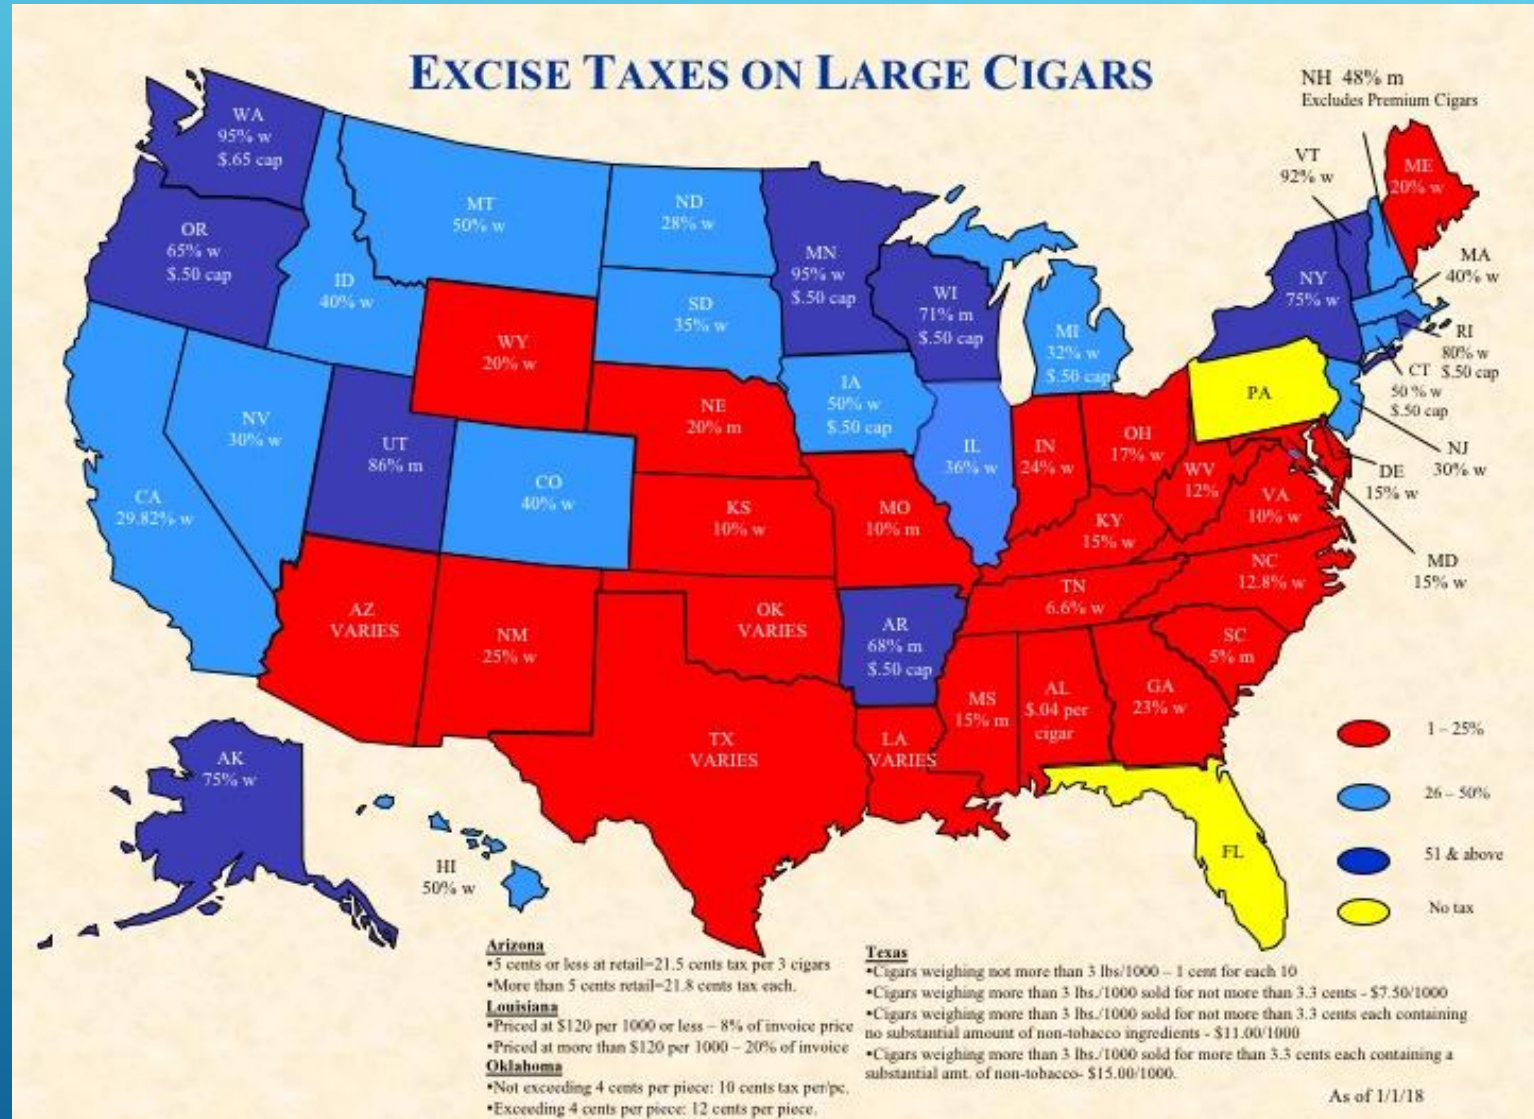 EXCISE TAXES ON LARGE CIGARS
NH 48% m
Excludes Premium Cigars
WA
95% w
$.65 cap
OR
65% w
$.50 cap
MT
50% w
ID
40% w
ND
28% w
SD
35% w
MN
95% w
$.50 cap
WI
71% m
$.50 cap
MI
32% w
$.50 cap
VT
92% w
ME
20% w
MA
40% w
NY
75% w
RI
80% w
$.50 cap
CT
50 % w
$.50 cap
NJ
30% w
DE
15% w
MD
15% w
PA
WY
20% w
NE
20% m
IA
50% w
$.50 cap
IL
36% w
IN
24% w
OH
17% w
WV
12%
VA
10% w
NV
30% w
UT
86% m
CO
40% w
CA
29.82% w
KS
10% w
MO
10% m
KY
15% w
NC
12.8% w
TN
6.6% w
SC
5% m
AZ
VARIES
NM
25% w
OK
VARIES
AR
68% m
$.50 cap
MS
15% m
AL
$.04 per
cigar
GA
23% w
TX
VARIES
LA
VARIES
FL
AK
75% w
HI
50% w
1 – 25%
26 – 50%
51 & above
No tax
Arizona
•5 cents or less at retail=21.5 cents tax per 3 cigars
•More than 5 cents retail=21.8 cents tax each.
Louisiana
•Priced at $120 per 1000 or less – 8% of invoice price
•Priced at more than $120 per 1000 – 20% of invoice
Oklahoma
•Not exceeding 4 cents per piece: 10 cents tax per/pc.
•Exceeding 4 cents per piece: 12 cents per piece.
Texas
•Cigars weighing not more than 3 lbs/1000 – 1 cent for each 10
•Cigars weighing more than 3 lbs./1000 sold for not more than 3.3 cents - $7.50/1000
•Cigars weighing more than 3 lbs./1000 sold for not more than 3.3 cents each containing
no substantial amount of non-tobacco ingredients - $11.00/1000
•Cigars weighing more than 3 lbs./1000 sold for more than 3.3 cents each containing a
substantial amt. of non-tobacco- $15.00/1000.
As of 1/1/18